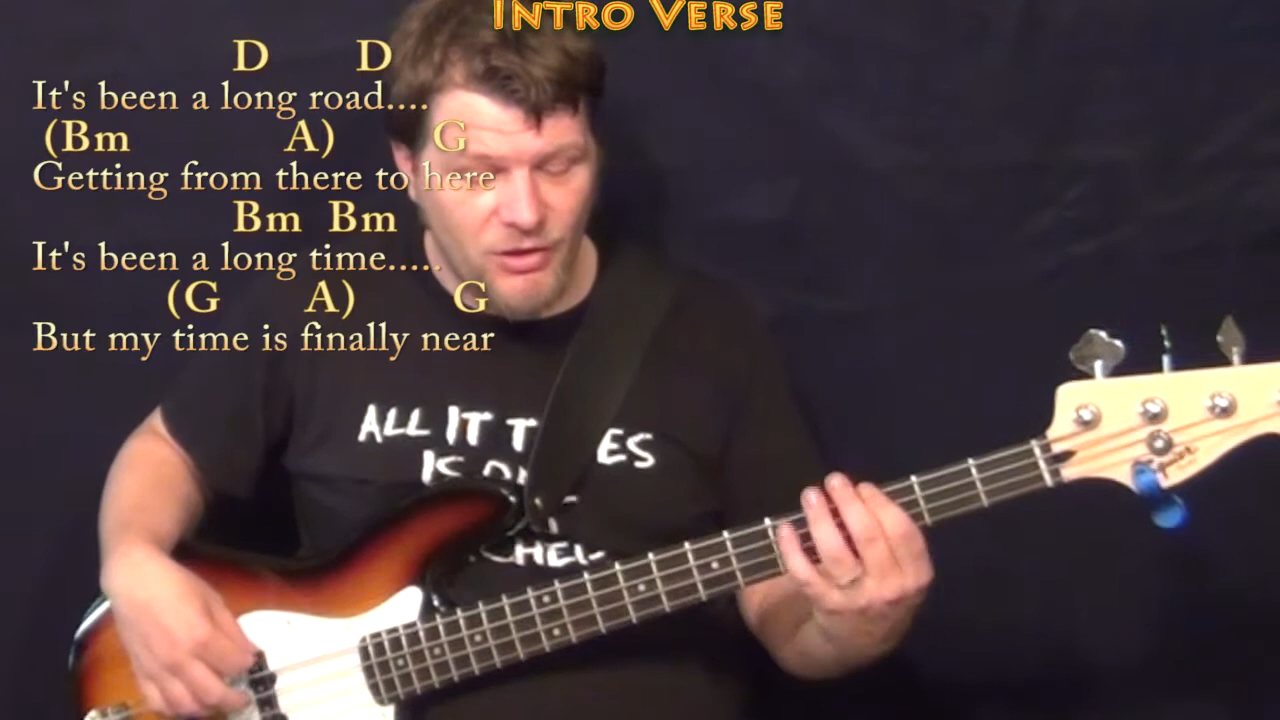 INTRO VERSE
D D
It's been a long road....
(Bm A) G
Getting from there to here
Bm Bm
It's been a long time.....
(G A) G
But my time is finally near
ALL IT
IS